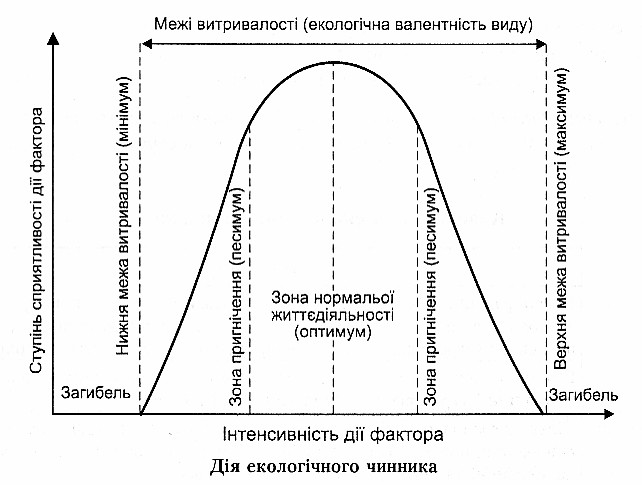 Межі витривалості (екологічна валентність виду)
Ступінь сприятливості дії фактора
Нижня межа витривалості (мінімум)
Зона пригнічення (песимум)
Зона нормальої
життєдіяльності
(оптимум)
Зона пригнічення (песимум)
Верхня межа витривалості (максимум)
Загибель
Загибель
Інтенсивність дії фактора
Дія екологічного чинника